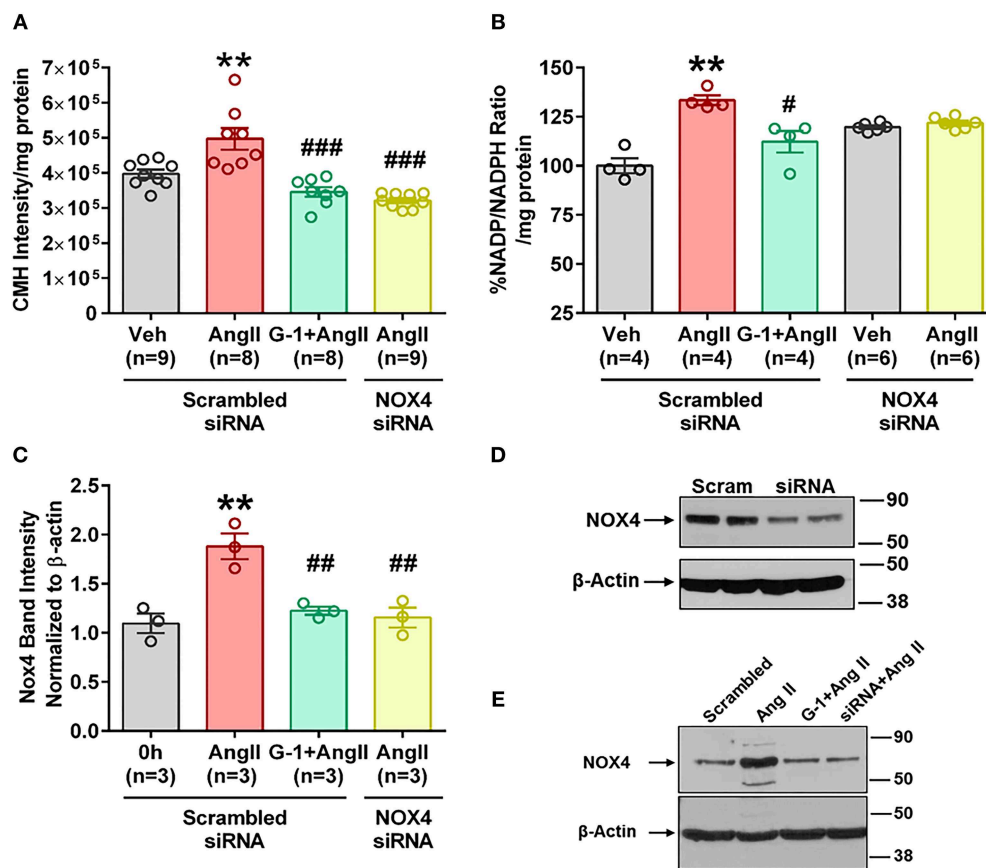 A
CMH Intensity/mg protein
7×10⁵
6×10⁵
5×10⁵
4×10⁵
3×10⁵
2×10⁵
1×10⁵
0
**
###
###
Veh
(n=9)
AngII
(n=8)
G-1+AngII
(n=8)
AngII
(n=9)
Scrambled
siRNA
NOX4
siRNA
B
%NADP/NADPH Ratio
/mg protein
150
125
100
75
50
25
**
#
Veh
(n=4)
AngII
(n=4)
G-1+AngII
(n=4)
Veh
(n=6)
AngII
(n=6)
Scrambled
siRNA
NOX4
siRNA
C
Nox4 Band Intensity
Normalized to β-actin
2.5
2.0
1.5
1.0
0.5
0.0
**
##
##
0h
(n=3)
AngII
(n=3)
G-1+AngII
(n=3)
AngII
(n=3)
Scrambled
siRNA
NOX4
siRNA
D
Scram siRNA
NOX4
90
50
β-Actin
50
38
E
Scrambled
Ang II
G-1+Ang II
siRNA+Ang II
NOX4
90
50
β-Actin
50
38